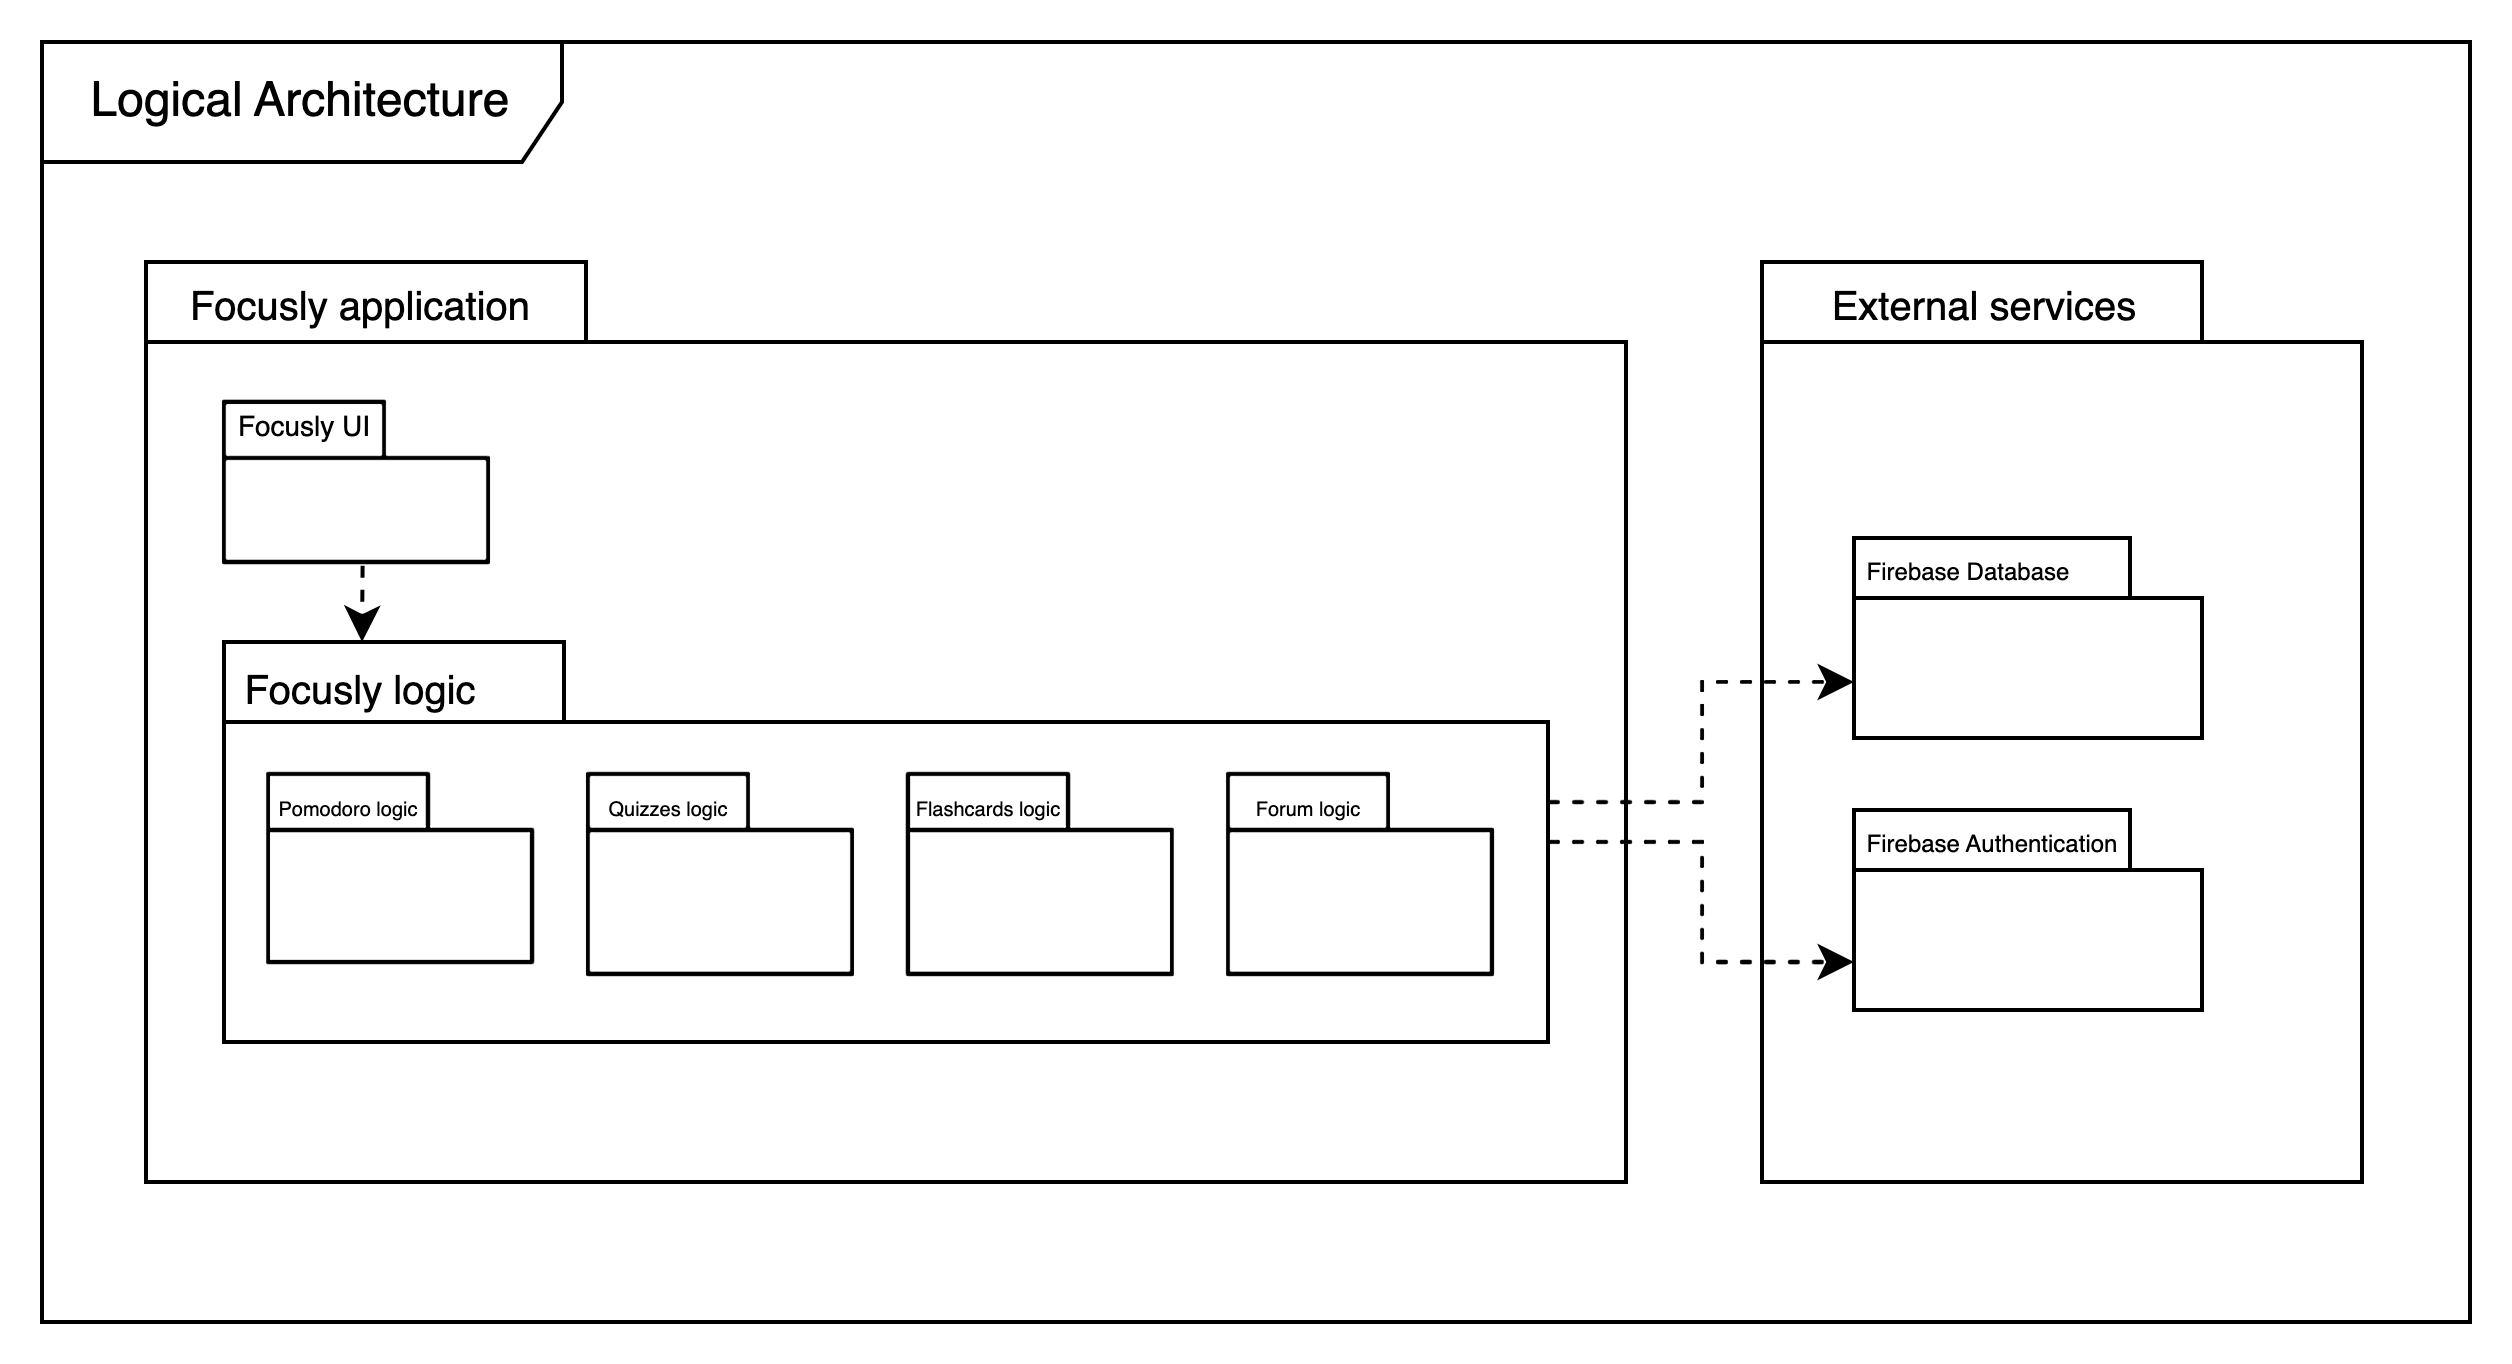 Logical Architecture
Focusly application
External services
Focusly UI
Firebase Database
Focusly logic
Pomodoro logic
Quizzes logic
Flashcards logic
Forum logic
Firebase Authentication